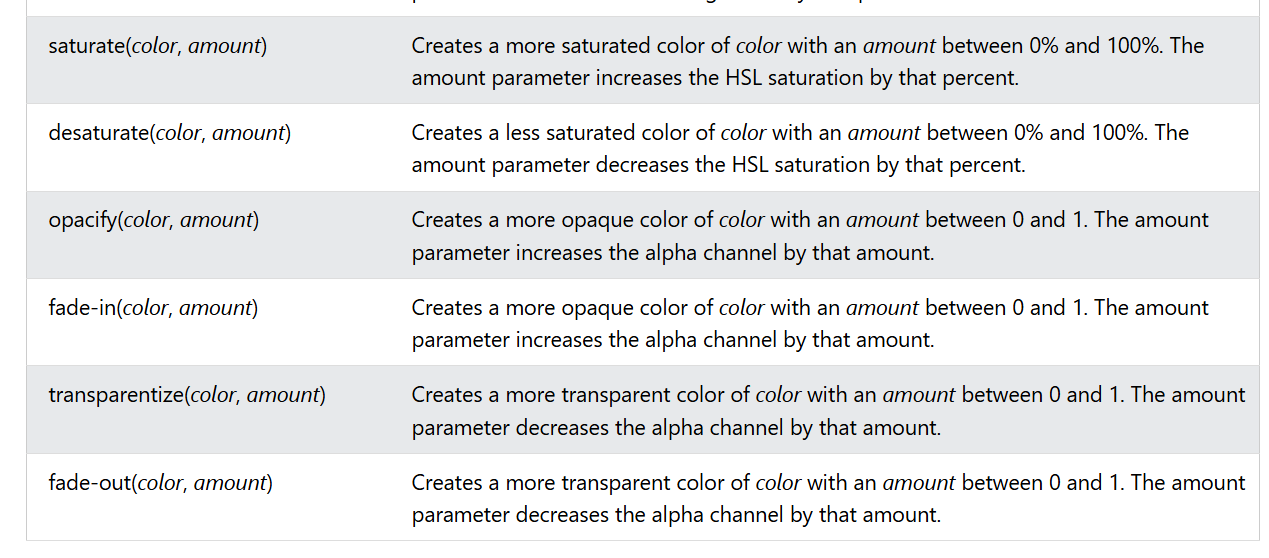 saturate(color, amount) Creates a more saturated color of color with an amount between 0% and 100%. The
amount parameter increases the HSL saturation by that percent.
desaturate(color, amount) Creates a less saturated color of color with an amount between 0% and 100%. The
amount parameter decreases the HSL saturation by that percent.
opacify(color, amount) Creates a more opaque color of color with an amount between 0 and 1. The amount
parameter increases the alpha channel by that amount.
fade-in(color, amount) Creates a more opaque color of color with an amount between 0 and 1. The amount
parameter increases the alpha channel by that amount.
transparentize(color, amount) Creates a more transparent color of color with an amount between 0 and 1. The amount
parameter decreases the alpha channel by that amount.
fade-out(color, amount) Creates a more transparent color of color with an amount between 0 and 1. The amount
parameter decreases the alpha channel by that amount.